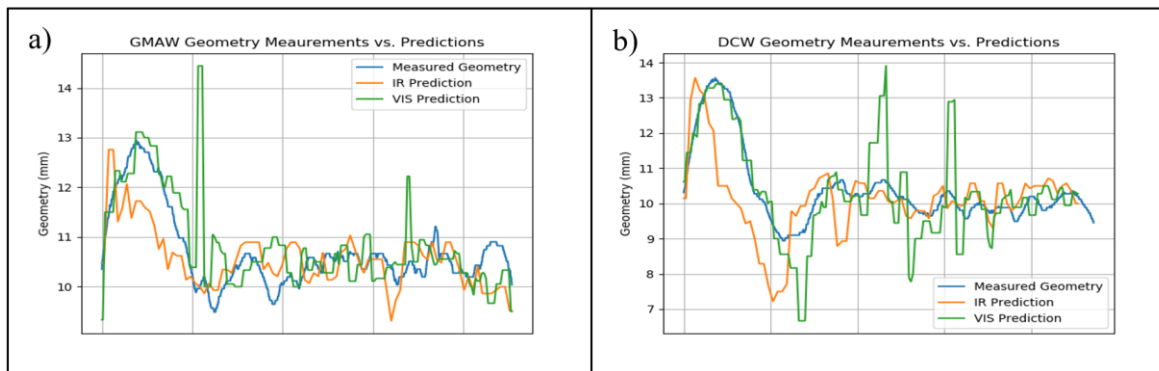 a)
GMAW Geometry Meaurements vs. Predictions
Measured Geometry
IR Prediction
VIS Prediction
Geometry (mm)
14
13
12
11
10
b)
DCW Geometry Meaurements vs. Predictions
Geometry (mm)
14
13
12
11
10
9
8
7
Measured Geometry
IR Prediction
VIS Prediction